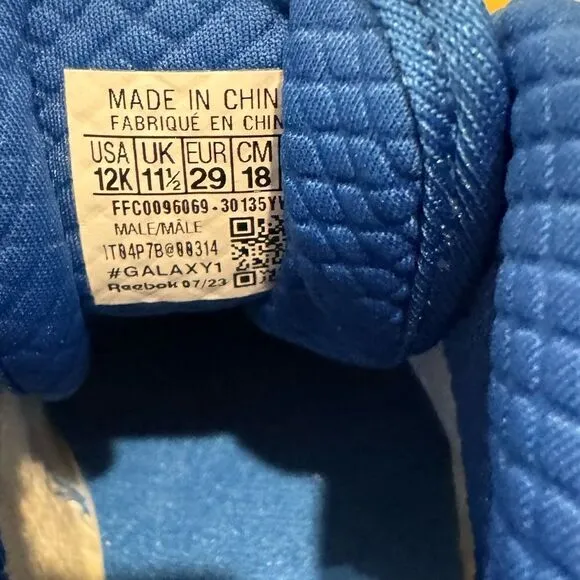 MADE IN CHIN
FABRIQUÉ EN CHIN
USA UK EUR CM
12K 11½ 29 18
FFC0096069-30135YV
MALE/MÂLE
1T04P7B@00314
#GALAXY1
Reebok 07/23